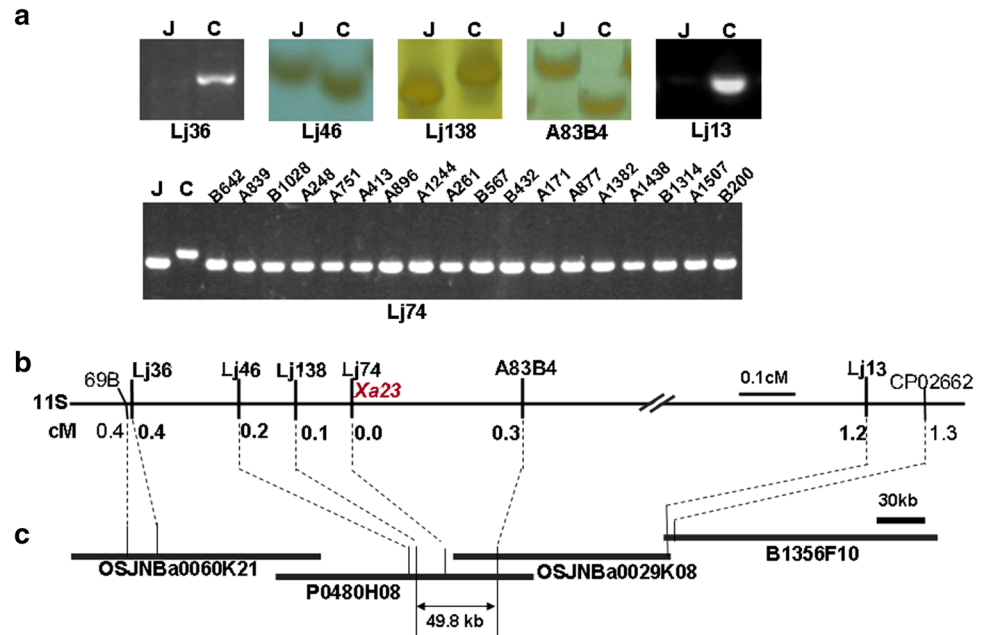 a
J C J C J C J C J C
Lj36 Lj46 Lj138 A83B4 Lj13
J C B642 A839 B1028 A248 A751 A413 A896 A1244 A261 B567 B432 A171 A877 A1382 A1438 B1314 A1507 B200
Lj74
b
69B Lj36 Lj46 Lj138 Lj74 A83B4 Lj13 CP02662
Xa23
0.1cM
11S
cM 0.4 0.4 0.2 0.1 0.0 0.3 1.2 1.3
30kb
c
B1356F10
OSJNBa0060K21 OSJNBa0029K08
P0480H08
49.8 kb